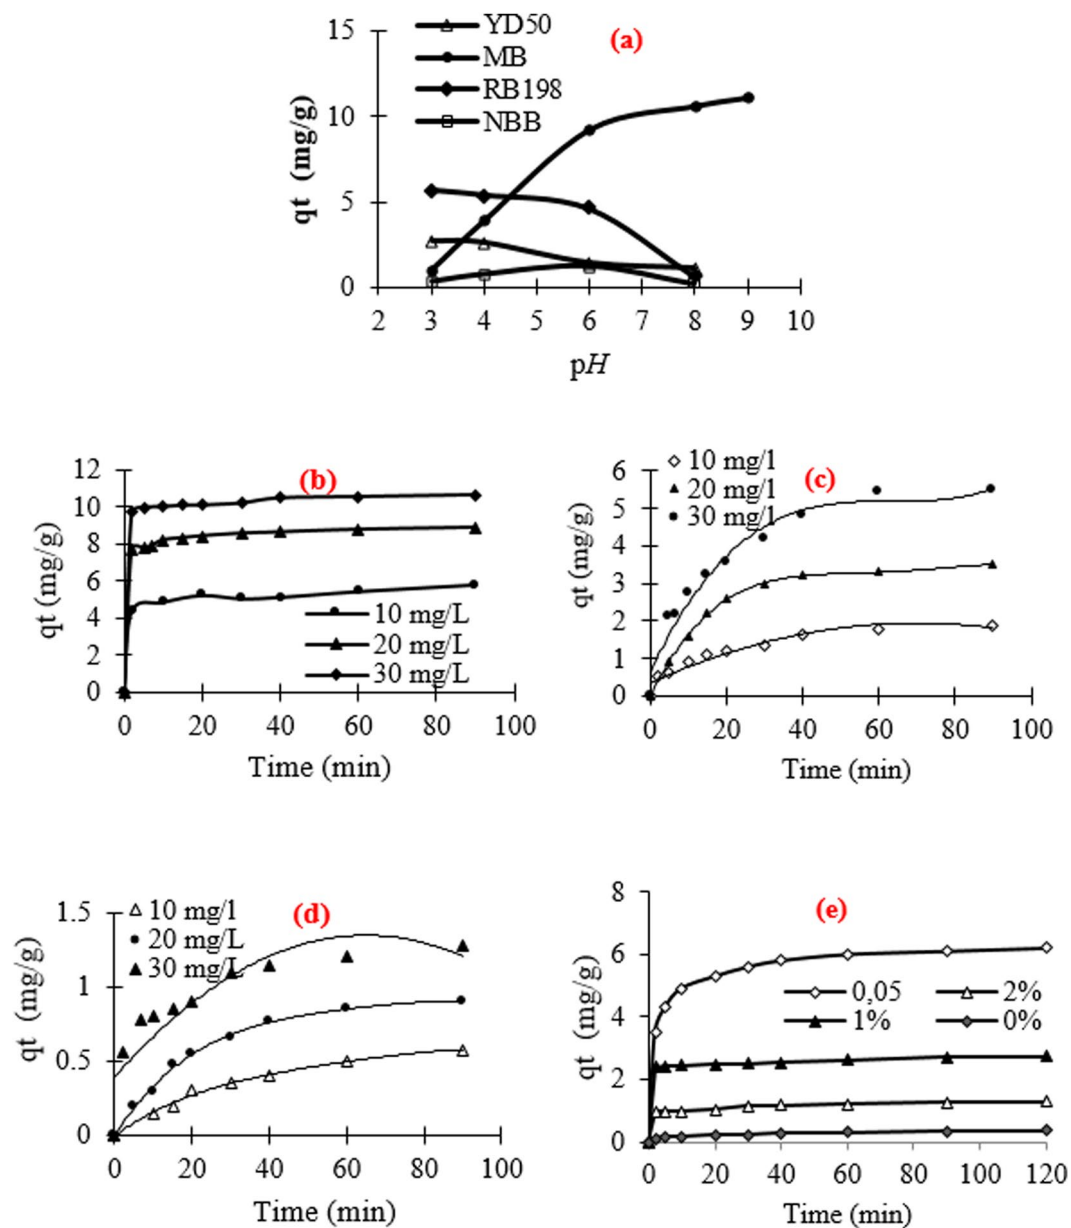 15
10
5
0
qt (mg/g)
YD50
MB
RB198
NBB
(a)
2 3 4 5 6 7 8 9 10
pH
12
10
8
6
4
2
0
qt (mg/g)
(b)
10 mg/L
20 mg/L
30 mg/L
0 20 40 60 80 100
Time (min)
6
5
4
3
2
1
0
qt (mg/g)
10 mg/l
20 mg/l
30 mg/l
(c)
0 20 40 60 80 100
Time (min)
1.5
1
0.5
0
qt (mg/g)
10 mg/l
20 mg/L
30 mg/L
(d)
0 20 40 60 80 100
Time (min)
8
6
4
2
0
qt (mg/g)
(e)
0,05 2%
1% 0%
0 20 40 60 80 100 120
Time (min)